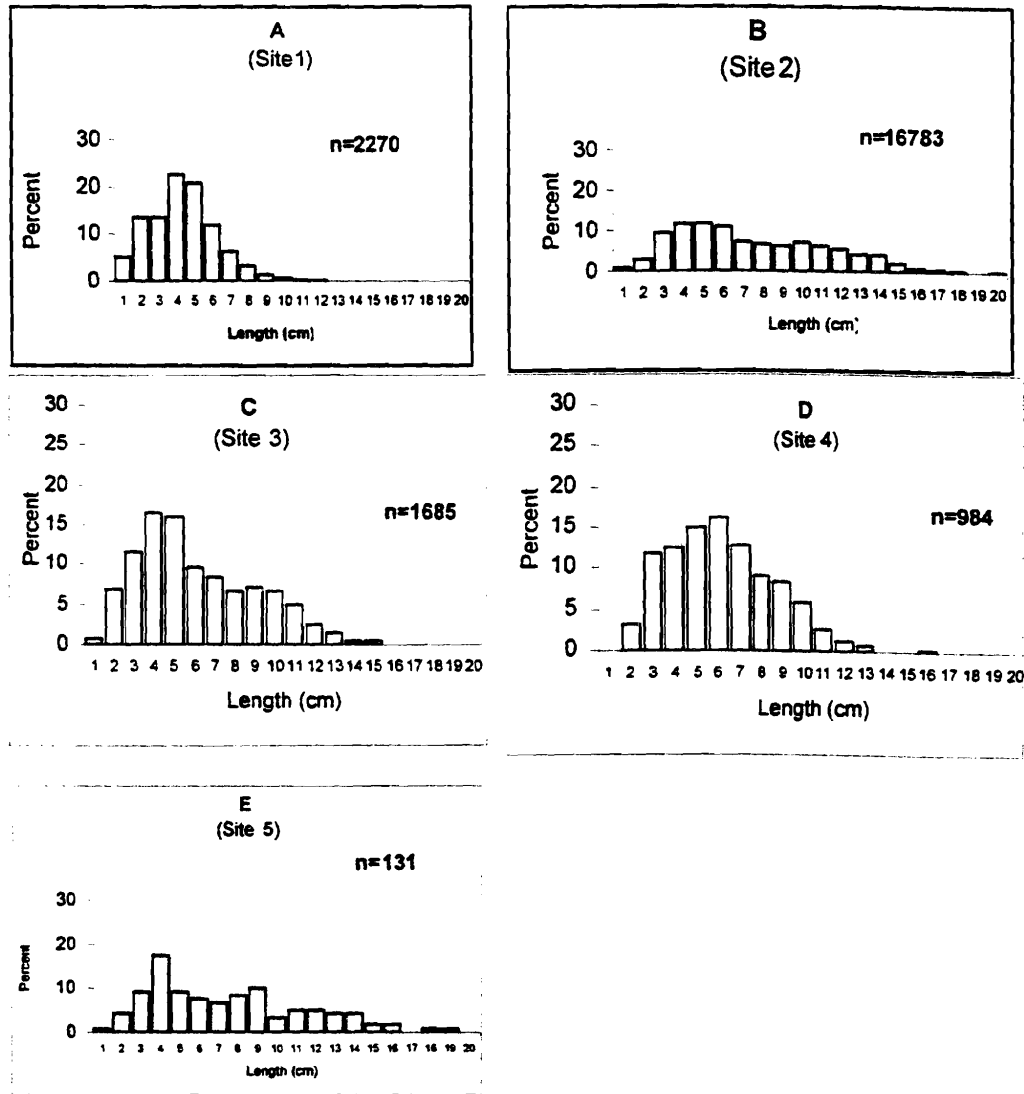 A
(Site 1)
n=2270
30
20
10
0
Percent
1 2 3 4 5 6 7 8 9 10 11 12 13 14 15 16 17 18 19 20
Length (cm)
B
(Site 2)
n=16783
30
20
10
0
Percent
1 2 3 4 5 6 7 8 9 10 11 12 13 14 15 16 17 18 19 20
Length (cm)
C
(Site 3)
n=1685
30
25
20
15
10
5
0
Percent
1 2 3 4 5 6 7 8 9 10 11 12 13 14 15 16 17 18 19 20
Length (cm)
D
(Site 4)
n=984
30
25
20
15
10
5
0
Percent
1 2 3 4 5 6 7 8 9 10 11 12 13 14 15 16 17 18 19 20
Length (cm)
E
(Site 5)
n=131
30
20
10
0
Percent
1 2 3 4 5 6 7 8 9 10 11 12 13 14 15 16 17 18 19 20
Length (cm)